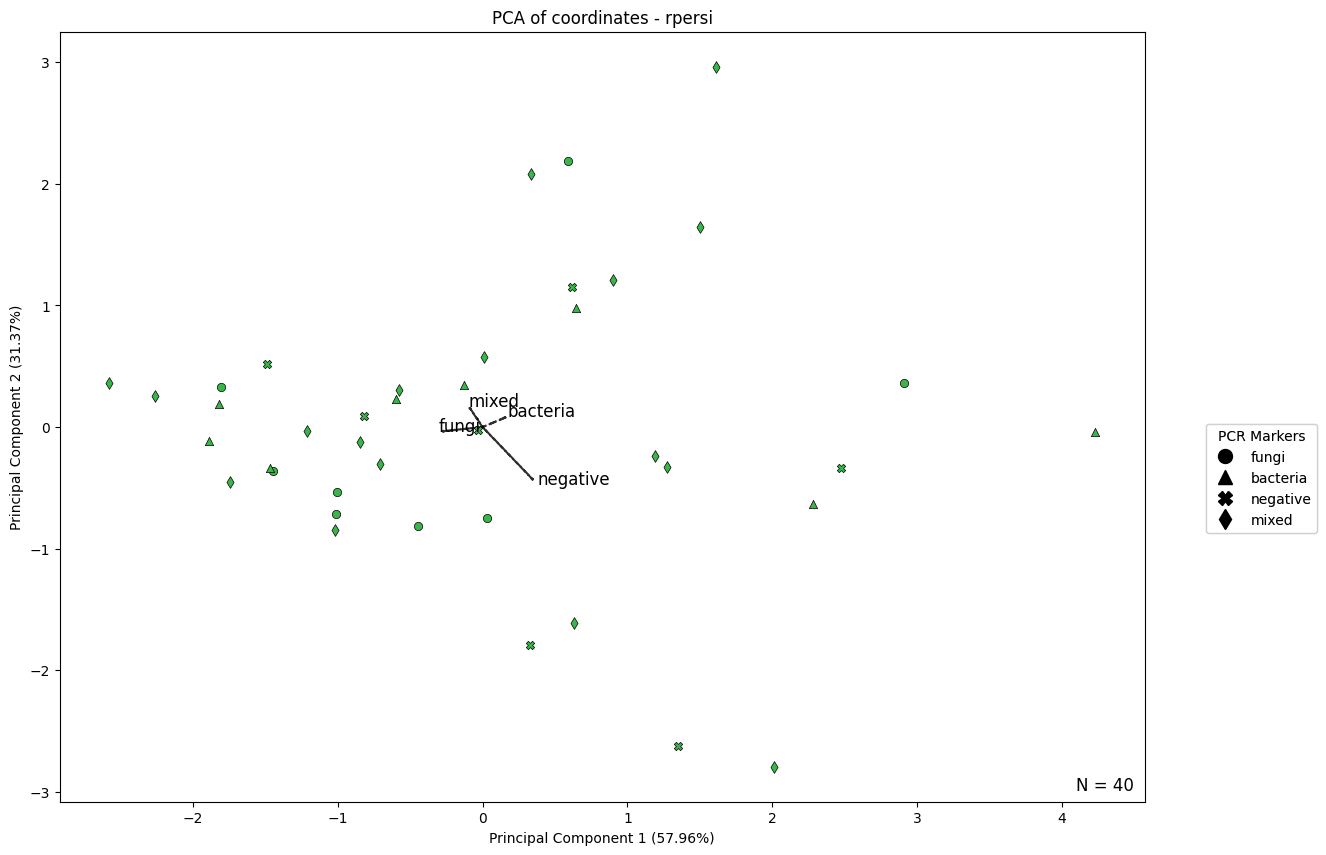 PCA of coordinates - rpersi
3
2
1
0
−1
−2
−3
Principal Component 2 (31.37%)
mixed
bacteria
fungi
negative
N = 40
−2
−1
0
1
2
3
4
Principal Component 1 (57.96%)
PCR Markers
fungi
bacteria
negative
mixed